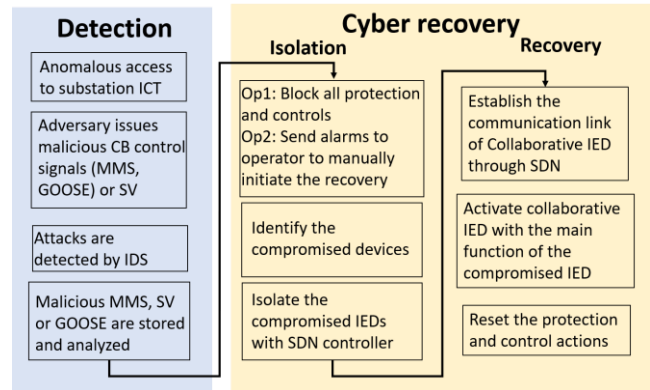 Detection
Anomalous access
to substation ICT
Adversary issues
malicious CB control
signals (MMS,
GOOSE) or SV
Attacks are
detected by IDS
Malicious MMS, SV
or GOOSE are stored
and analyzed
Cyber recovery
Isolation
Op1: Block all protection
and controls
Op2: Send alarms to
operator to manually
initiate the recovery
Identify the
compromised devices
Isolate the
compromised IEDs
with SDN controller
Recovery
Establish the
communication link
of Collaborative IED
through SDN
Activate collaborative
IED with the main
function of the
compromised IED
Reset the protection
and control actions